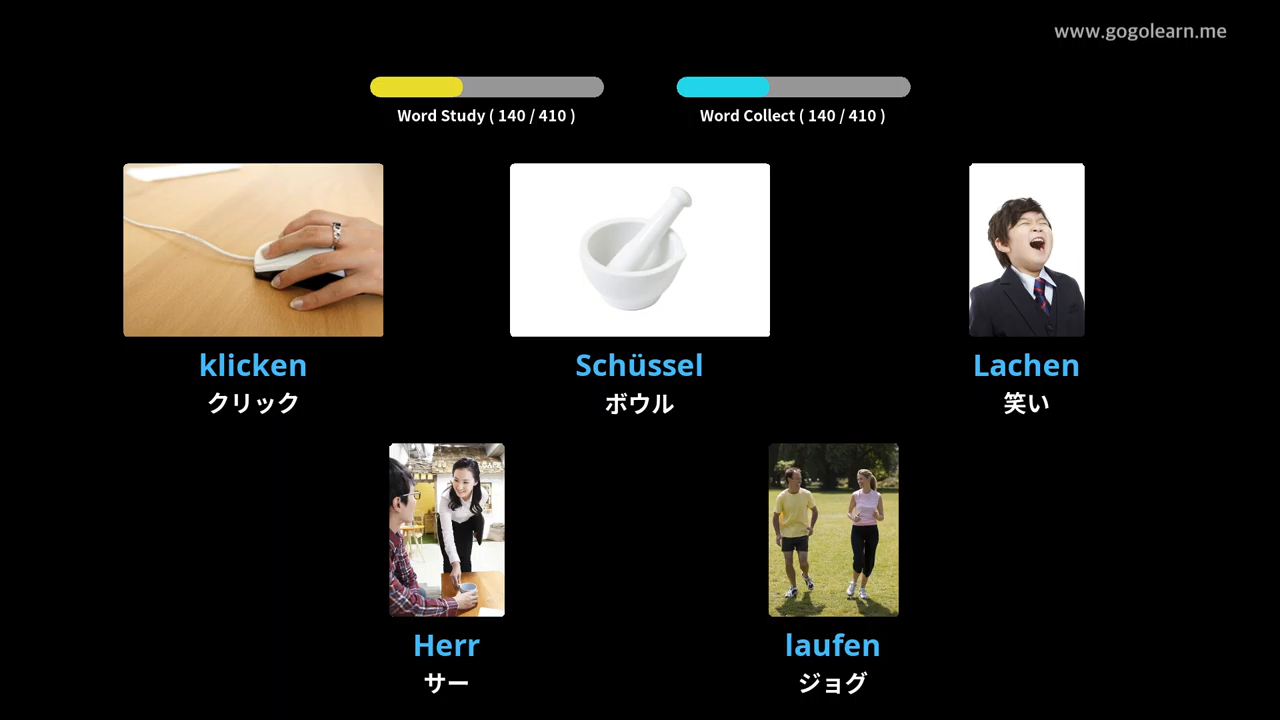 www.gogolearn.me
Word Study ( 140 / 410 )
Word Collect ( 140 / 410 )
klicken
クリック
Schüssel
ボウル
Lachen
笑い
Herr
サー
laufen
ジョグ